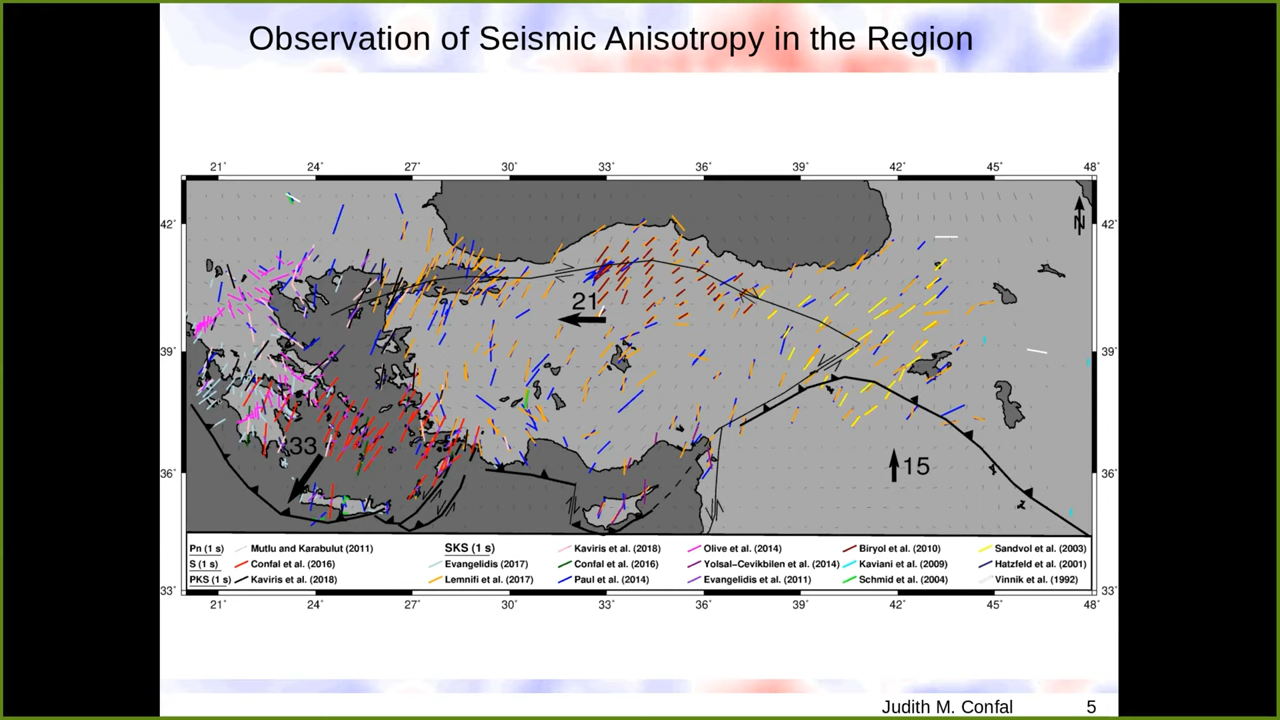 Observation of Seismic Anisotropy in the Region
21° 24° 27° 30° 33° 36° 39° 42° 45° 48°
42° 42°
N
21
39° 39°
33
15
36° 36°
Pn (1 s) Mutlu and Karabulut (2011) SKS (1 s) Kaviris et al. (2018) Olive et al. (2014) Biryol et al. (2010) Sandvol et al. (2003)
S (1 s) Confal et al. (2016) Evangelidis (2017) Confal et al. (2016) Yolsal-Cevikbilen et al. (2014) Kaviani et al. (2009) Hatzfeld et al. (2001)
PKS (1 s) Kaviris et al. (2018) Lemnifi et al. (2017) Paul et al. (2014) Evangelidis et al. (2011) Schmid et al. (2004) Vinnik et al. (1992)
33° 33°
21° 24° 27° 30° 33° 36° 39° 42° 45° 48°
Judith M. Confal 5